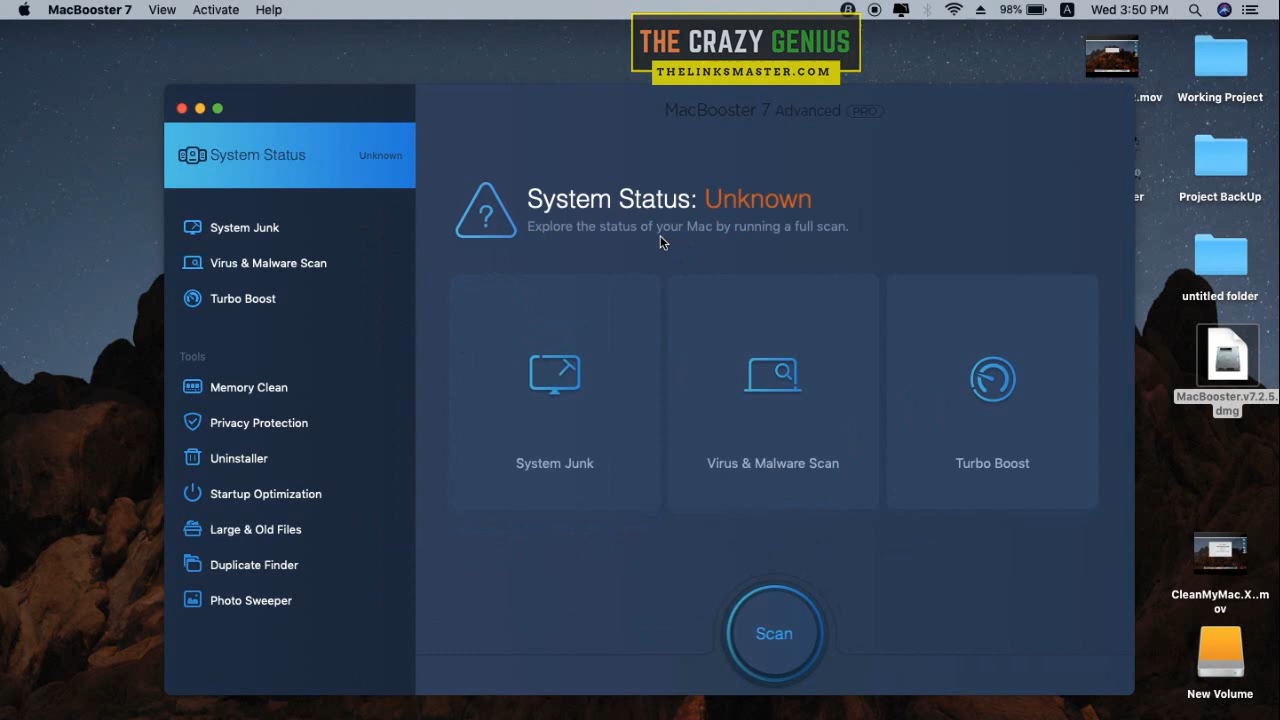 MacBooster 7 View Activate Help
98% A Wed 3:50 PM
THE CRAZY GENIUS
THELINKSMASTER.COM
MacBooster 7 Advanced PRO
System Status Unknown
System Junk
Virus & Malware Scan
Turbo Boost
Tools
Memory Clean
Privacy Protection
Uninstaller
Startup Optimization
Large & Old Files
Duplicate Finder
Photo Sweeper
System Status: Unknown
Explore the status of your Mac by running a full scan.
System Junk
Virus & Malware Scan
Turbo Boost
Scan
.mov
Working Project
Project BackUp
er
untitled folder
MacBooster.v7.2.5.
dmg
CleanMyMac.X..m
ov
New Volume